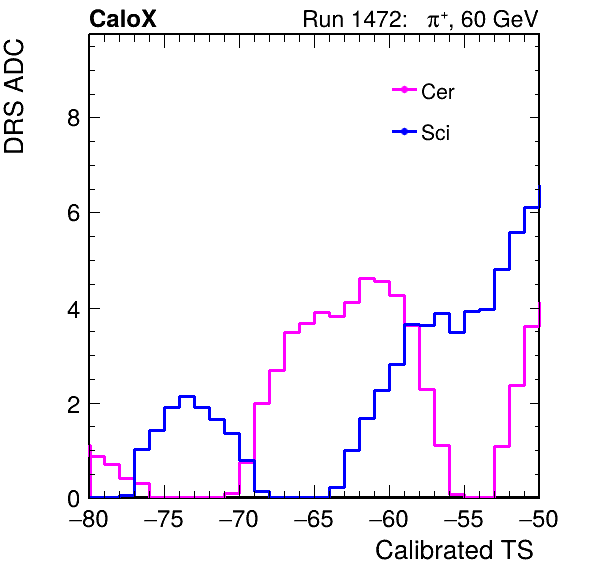 CaloX Run 1472: π+, 60 GeV
DRS ADC
Cer
Sci
8
6
4
2
0
−80 −75 −70 −65 −60 −55 −50
Calibrated TS